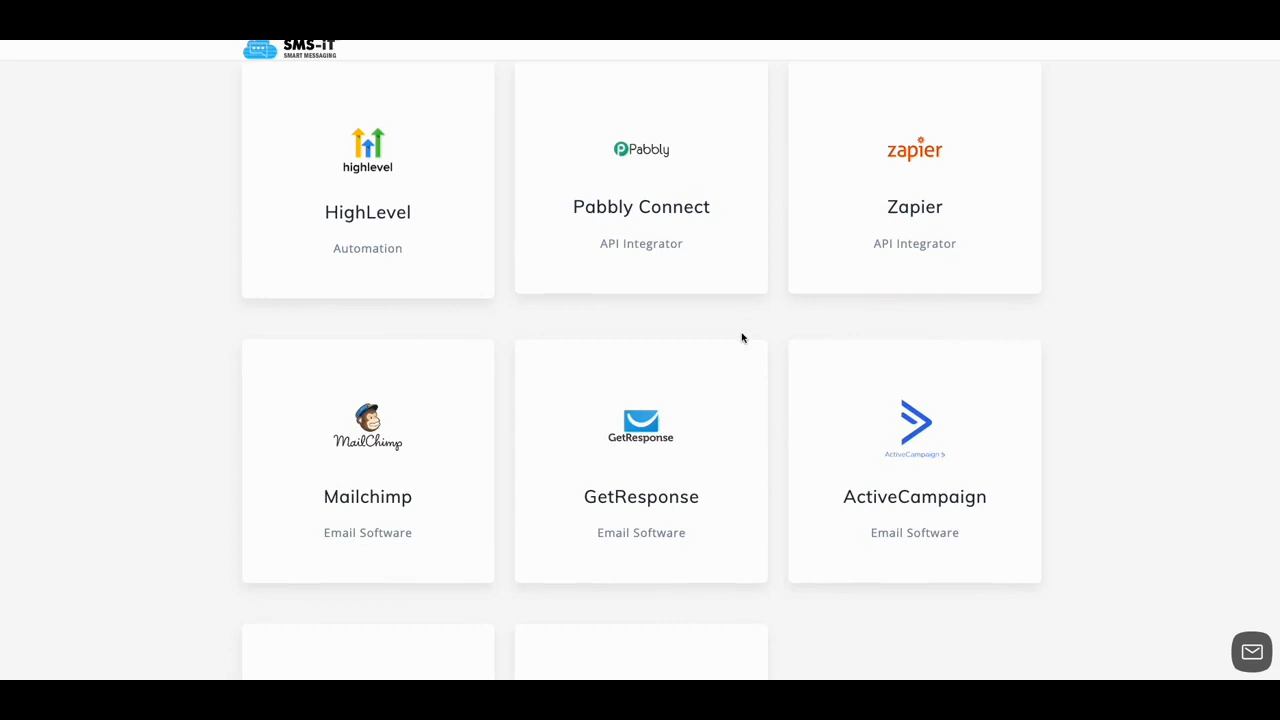 SMS-iT
SMART MESSAGING
highlevel
HighLevel
Automation
Pabbly
Pabbly Connect
API Integrator
zapier
Zapier
API Integrator
MailChimp
Mailchimp
Email Software
GetResponse
GetResponse
Email Software
ActiveCampaign >
ActiveCampaign
Email Software